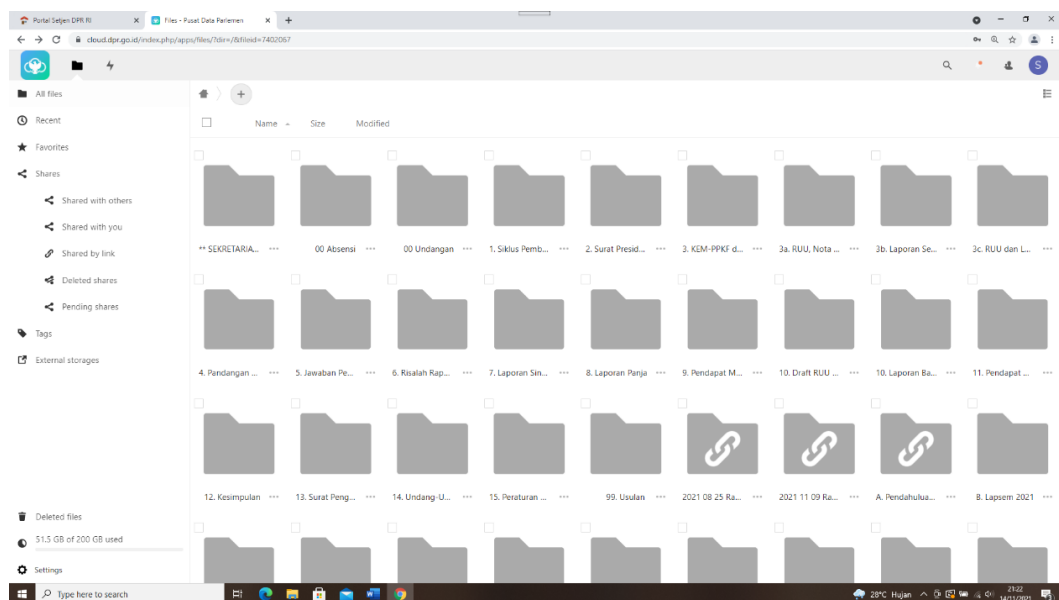 Portal Setjen DPR RI
Files - Pusat Data Parlemen
cloud.dpr.go.id/index.php/apps/files/?dir=/&fileid=7402067
S
All files
Recent
Favorites
Shares
Shared with others
Shared with you
Shared by link
Deleted shares
Pending shares
Tags
External storages
Deleted files
51.5 GB of 200 GB used
Settings
Name Size Modified
** SEKRETARIA... 00 Absensi 00 Undangan 1. Siklus Pemb... 2. Surat Presid... 3. KEM-PPKF d... 3a. RUU, Nota ... 3b. Laporan Se... 3c. RUU dan L...
4. Pandangan ... 5. Jawaban Pe... 6. Risalah Rap... 7. Laporan Sin... 8. Laporan Panja 9. Pendapat M... 10. Draft RUU ... 10. Laporan Ba... 11. Pendapat ...
12. Kesimpulan 13. Surat Peng... 14. Undang-U... 15. Peraturan ... 99. Usulan 2021 08 25 Ra... 2021 11 09 Ra... A. Pendahulua... B. Lapsem 2021
Type here to search
28°C Hujan
21:22
14/11/2021